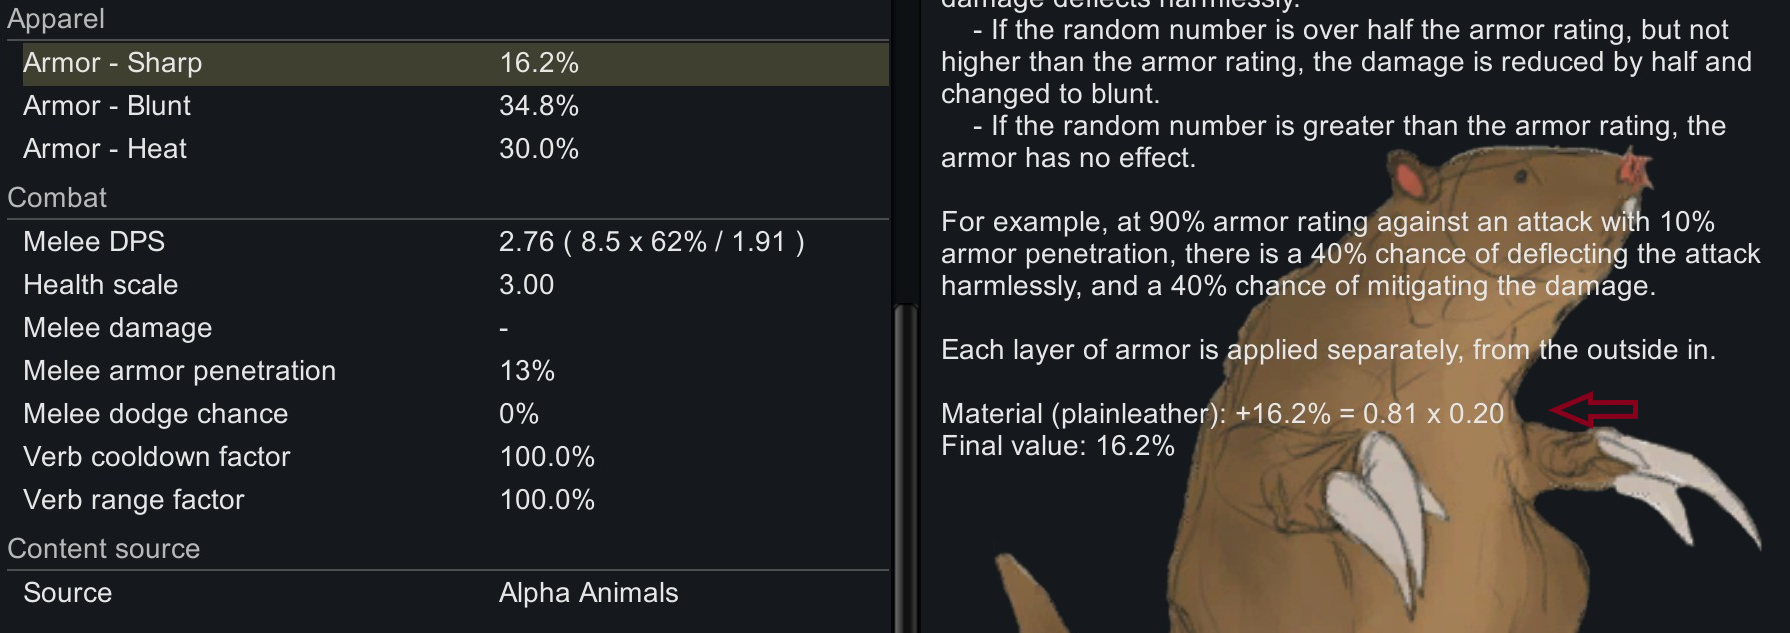 Apparel
Armor - Sharp 16.2%
Armor - Blunt 34.8%
Armor - Heat 30.0%
Combat
Melee DPS 2.76 ( 8.5 x 62% / 1.91 )
Health scale 3.00
Melee damage -
Melee armor penetration 13%
Melee dodge chance 0%
Verb cooldown factor 100.0%
Verb range factor 100.0%
Content source
Source Alpha Animals
damage deflects harmlessly.
- If the random number is over half the armor rating, but not
higher than the armor rating, the damage is reduced by half and
changed to blunt.
- If the random number is greater than the armor rating, the
armor has no effect.
For example, at 90% armor rating against an attack with 10%
armor penetration, there is a 40% chance of deflecting the attack
harmlessly, and a 40% chance of mitigating the damage.
Each layer of armor is applied separately, from the outside in.
Material (plainleather): +16.2% = 0.81 x 0.20
Final value: 16.2%